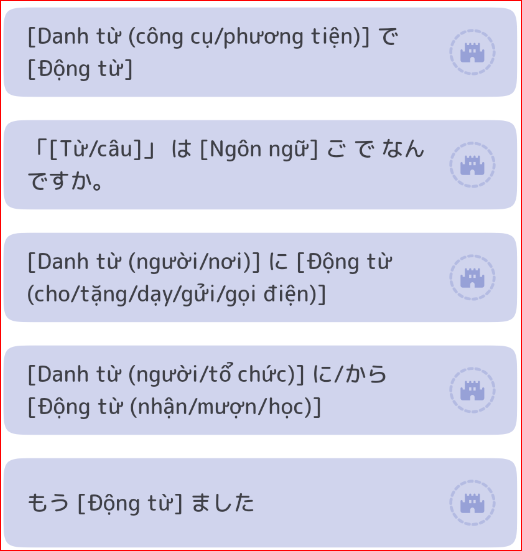 [Danh từ (công cụ/phương tiện)] で
[Động từ]
「[Từ/câu]」 は [Ngôn ngữ] ご で なん
ですか。
[Danh từ (người/nơi)] に [Động từ
(cho/tặng/dạy/gửi/gọi điện)]
[Danh từ (người/tổ chức)] に/から
[Động từ (nhận/mượn/học)]
もう [Động từ] ました